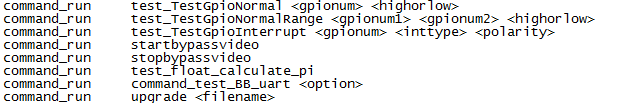 command_run test_TestGpioNormal <gpionum> <highorlow>
command_run test_TestGpioNormalRange <gpionum1> <gpionum2> <highorlow>
command_run test_TestGpioInterrupt <gpionum> <inttype> <polarity>
command_run startbypassvideo
command_run stopbypassvideo
command_run test_float_calculate_pi
command_run command_test_BB_uart <option>
command_run upgrade <filename>